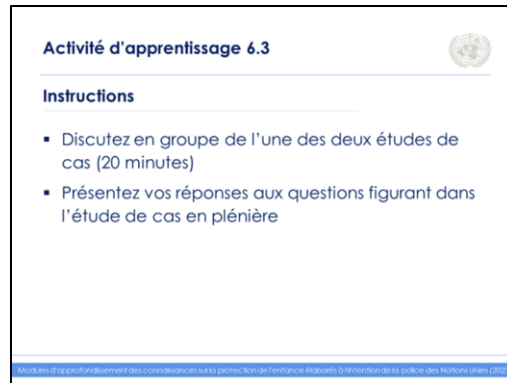 Activité d'apprentissage 6.3
Instructions
▪ Discutez en groupe de l'une des deux études de
cas (20 minutes)
▪ Présentez vos réponses aux questions figurant dans
l'étude de cas en plénière
Modules d'approfondissement des connaissances sur la protection de l'enfance élaborés à l'intention de la police des Nations Unies (202